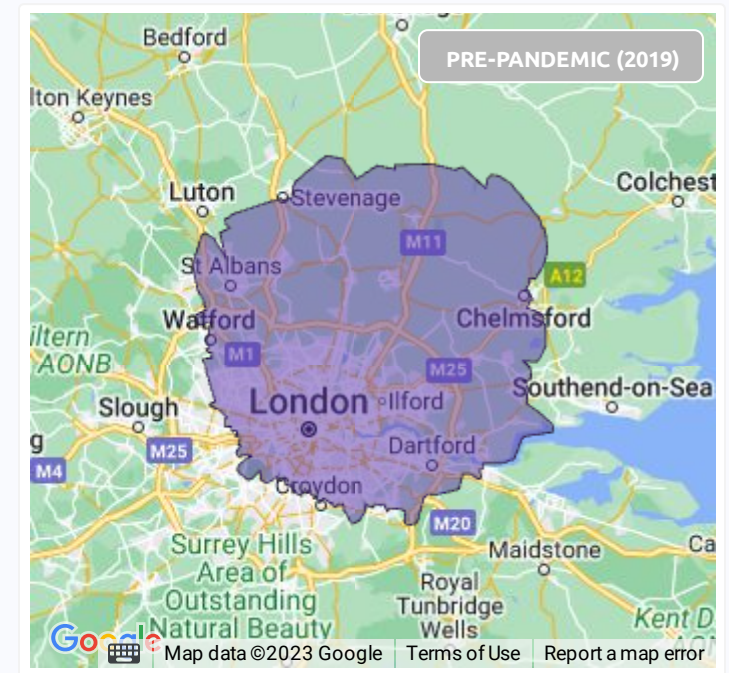 Bedford
PRE-PANDEMIC (2019)
lton Keynes
Luton
Stevenage
Colchest
M11
St Albans
A12
Watford
Chelmsford
iltern
AONB
M1
M25
Southend-on-Sea
London
Ilford
Slough
g
M25
Dartford
M4
Croydon
M20
Surrey Hills
Area of
Outstanding
Natural Beauty
Maidstone
Ca
Royal
Tunbridge
Wells
Kent D
AON
Google
Map data ©2023 Google
Terms of Use
Report a map error